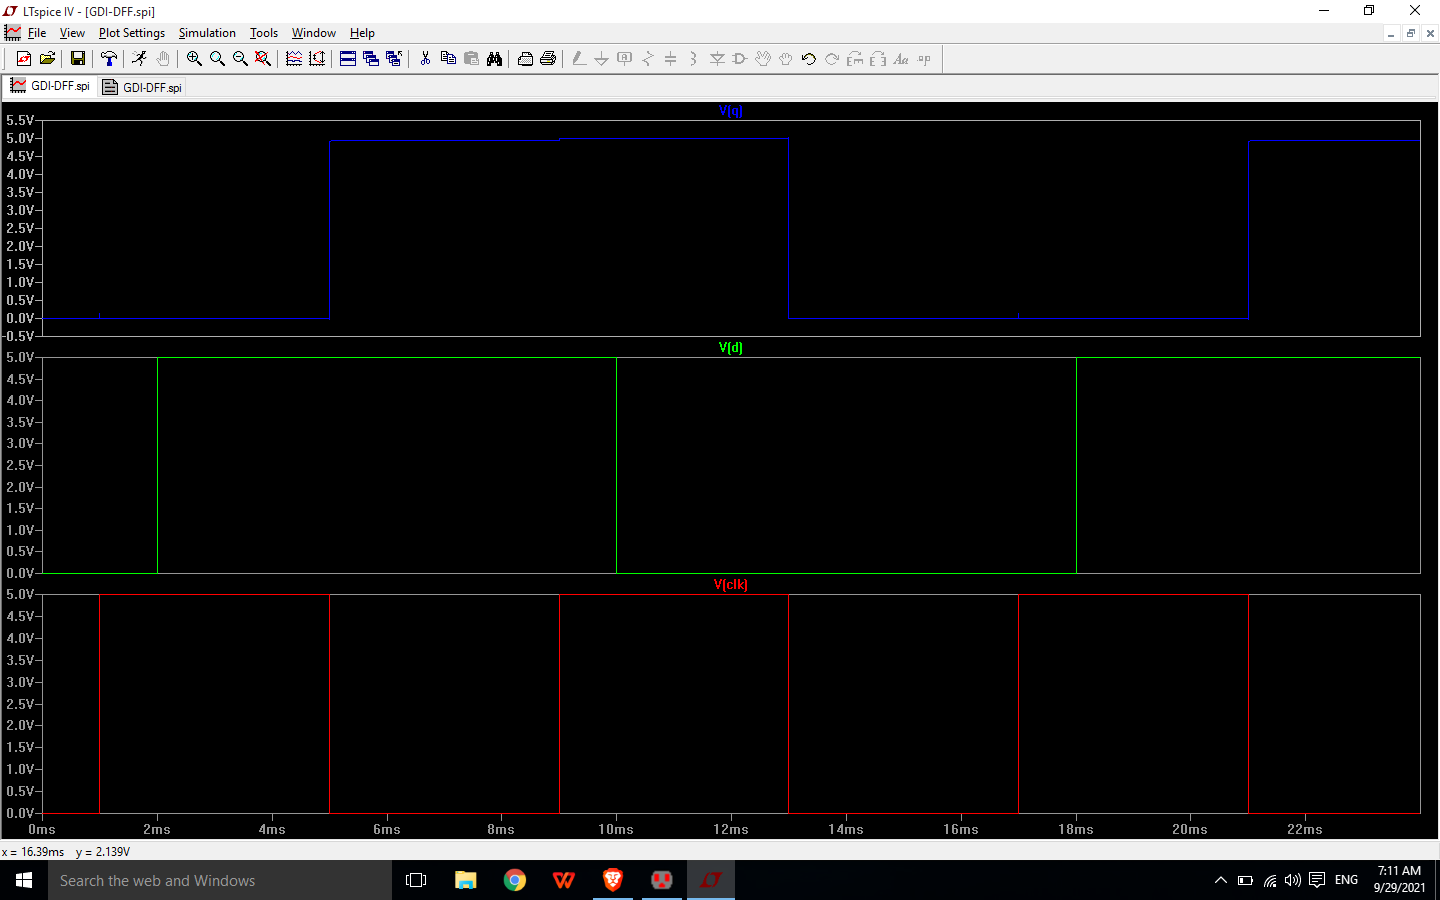 LTspice IV - [GDI-DFF.spi]
File View Plot Settings Simulation Tools Window Help
GDI-DFF.spi GDI-DFF.spi
V(q)
5.5V
5.0V
4.5V
4.0V
3.5V
3.0V
2.5V
2.0V
1.5V
1.0V
0.5V
0.0V
-0.5V
V(d)
5.0V
4.5V
4.0V
3.5V
3.0V
2.5V
2.0V
1.5V
1.0V
0.5V
0.0V
V(clk)
5.0V
4.5V
4.0V
3.5V
3.0V
2.5V
2.0V
1.5V
1.0V
0.5V
0.0V
0ms 2ms 4ms 6ms 8ms 10ms 12ms 14ms 16ms 18ms 20ms 22ms
x = 16.39ms y = 2.139V
Search the web and Windows
ENG
7:11 AM
9/29/2021